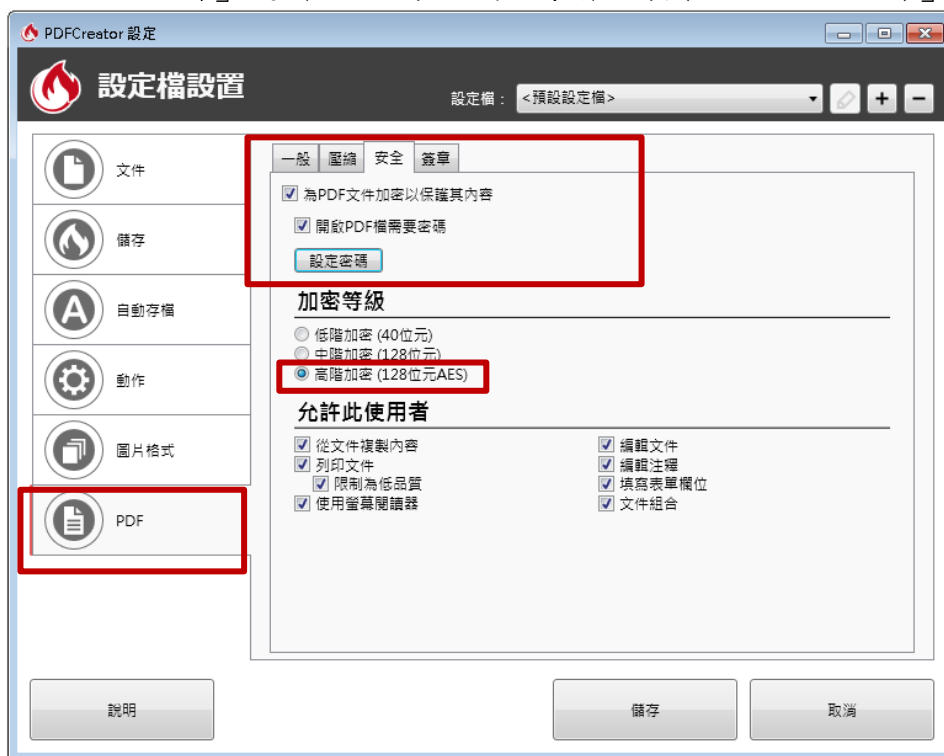 PDFCreator 設定
設定檔設置
設定檔： <預設設定檔>
文件
儲存
自動存檔
動作
圖片格式
PDF
一般 壓縮 安全 簽章
為PDF文件加密以保護其內容
開啟PDF檔需要密碼
設定密碼
加密等級
低階加密 (40位元)
中階加密 (128位元)
高階加密 (128位元AES)
允許此使用者
從文件複製內容 編輯文件
列印文件 編輯注釋
限制為低品質 填寫表單欄位
使用螢幕閱讀器 文件組合
說明 儲存 取消